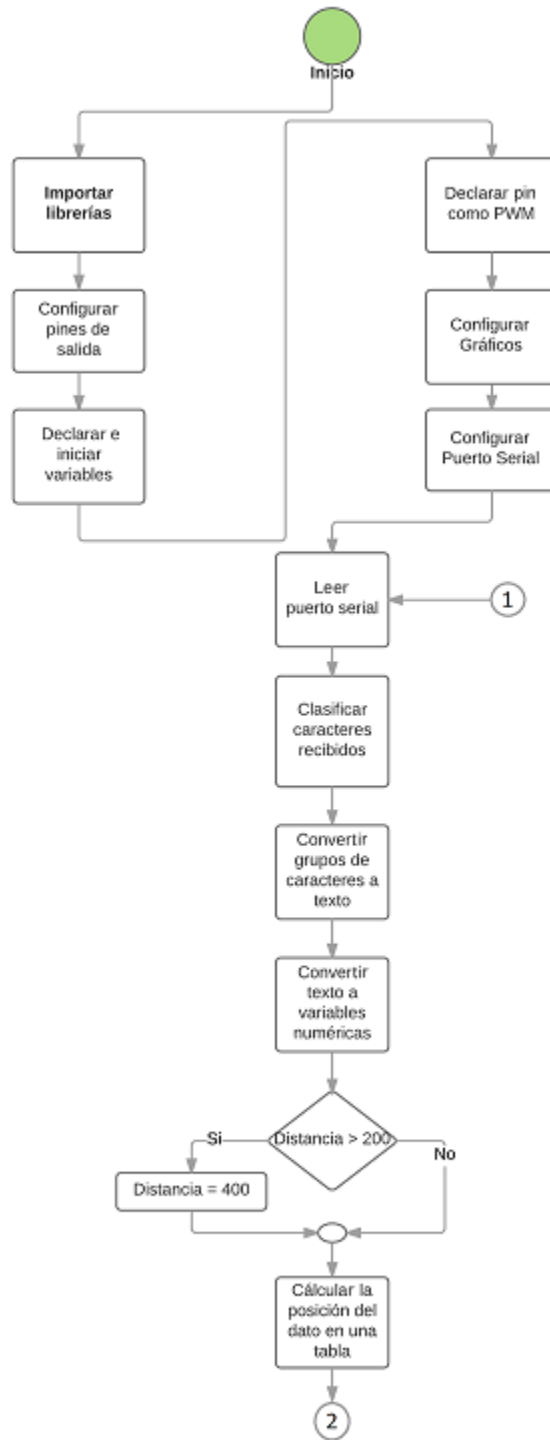 Inicio
Importar
librerías
Configurar
pines de
salida
Declarar e
iniciar
variables
Declarar pin
como PWM
Configurar
Gráficos
Configurar
Puerto Serial
Leer
puerto serial
1
Clasificar
caracteres
recibidos
Convertir
grupos de
caracteres a
texto
Convertir
texto a
variables
numéricas
Distancia > 200
Si
No
Distancia = 400
Cálcular la
posición del
dato en una
tabla
2